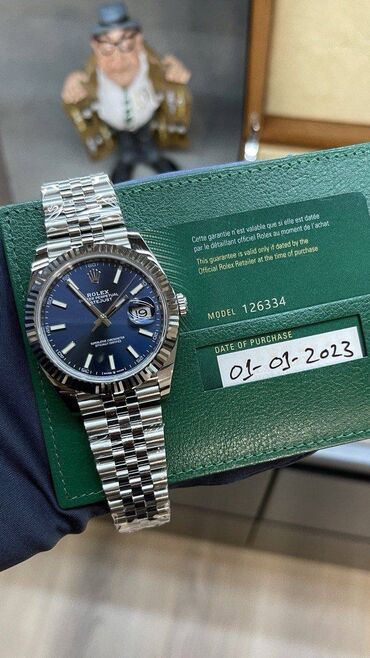 Cette garantie n'est valable que si elle est datée
par le détaillant officiel Rolex au moment de l'achat
This guarantee is valid only if dated by the
Official Rolex Retailer at the time of purchase
MODEL 126334
DATE OF PURCHASE
01-01-2023
ROLEX
OYSTER PERPETUAL
DATEJUST
SUPERLATIVE CHRONOMETER
OFFICIALLY CERTIFIED